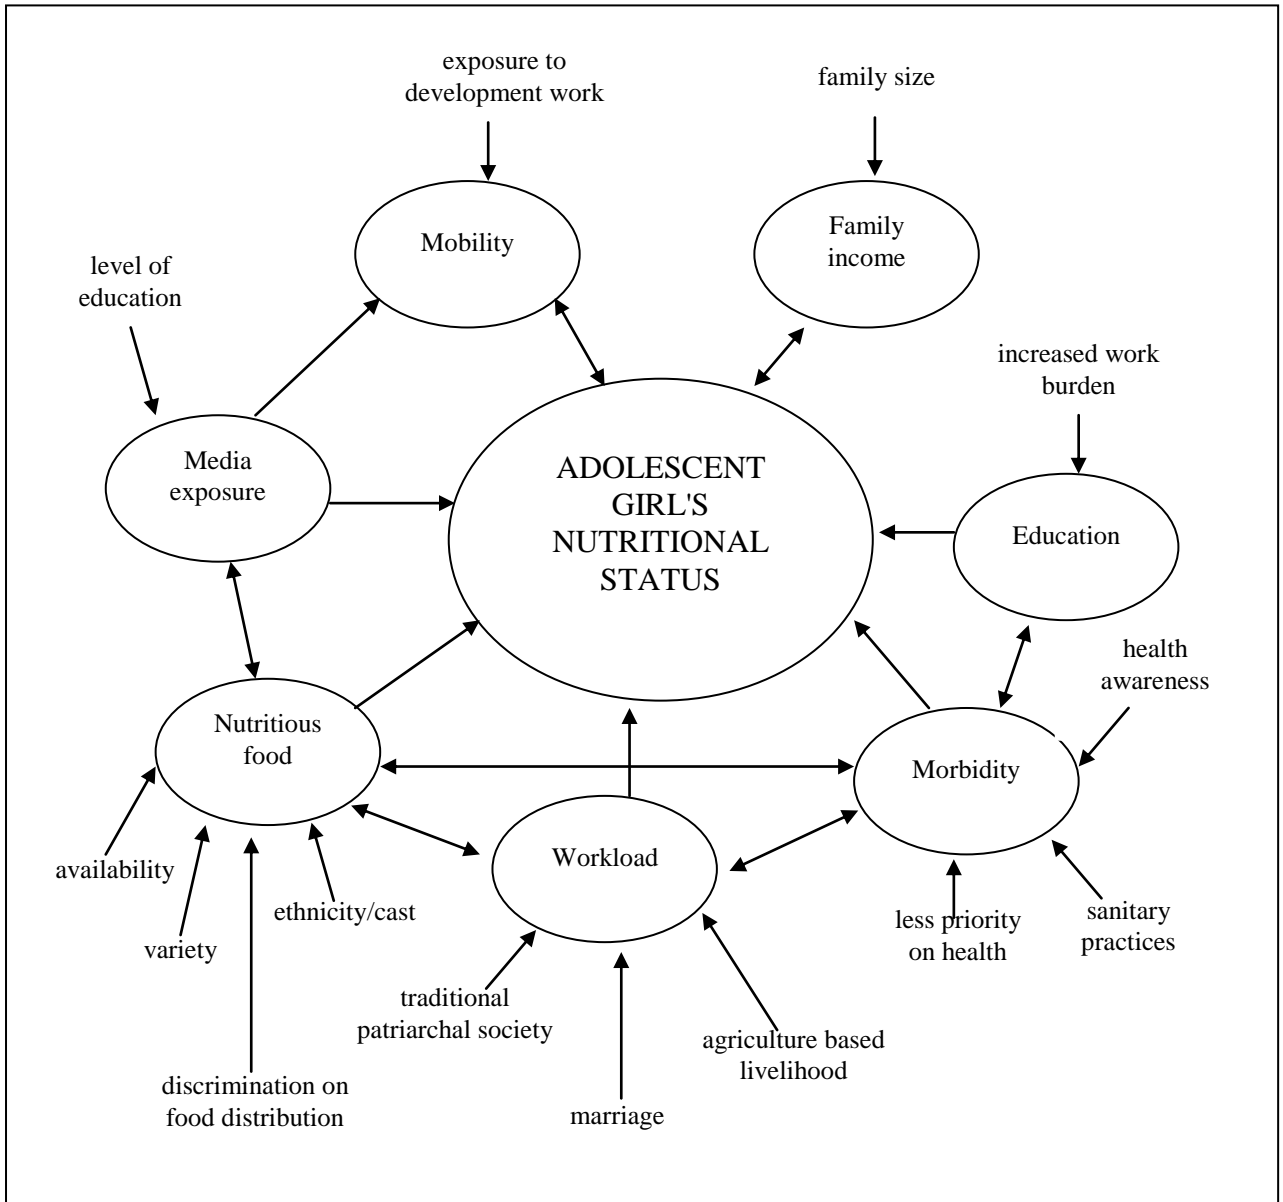 exposure to
development work
family size
Mobility
Family
income
level of
education
increased work
burden
Media
exposure
ADOLESCENT
GIRL'S
NUTRITIONAL
STATUS
Education
health
awareness
Nutritious
food
Morbidity
Workload
availability
ethnicity/cast
variety
less priority
on health
sanitary
practices
traditional
patriarchal society
agriculture based
livelihood
discrimination on
food distribution
marriage